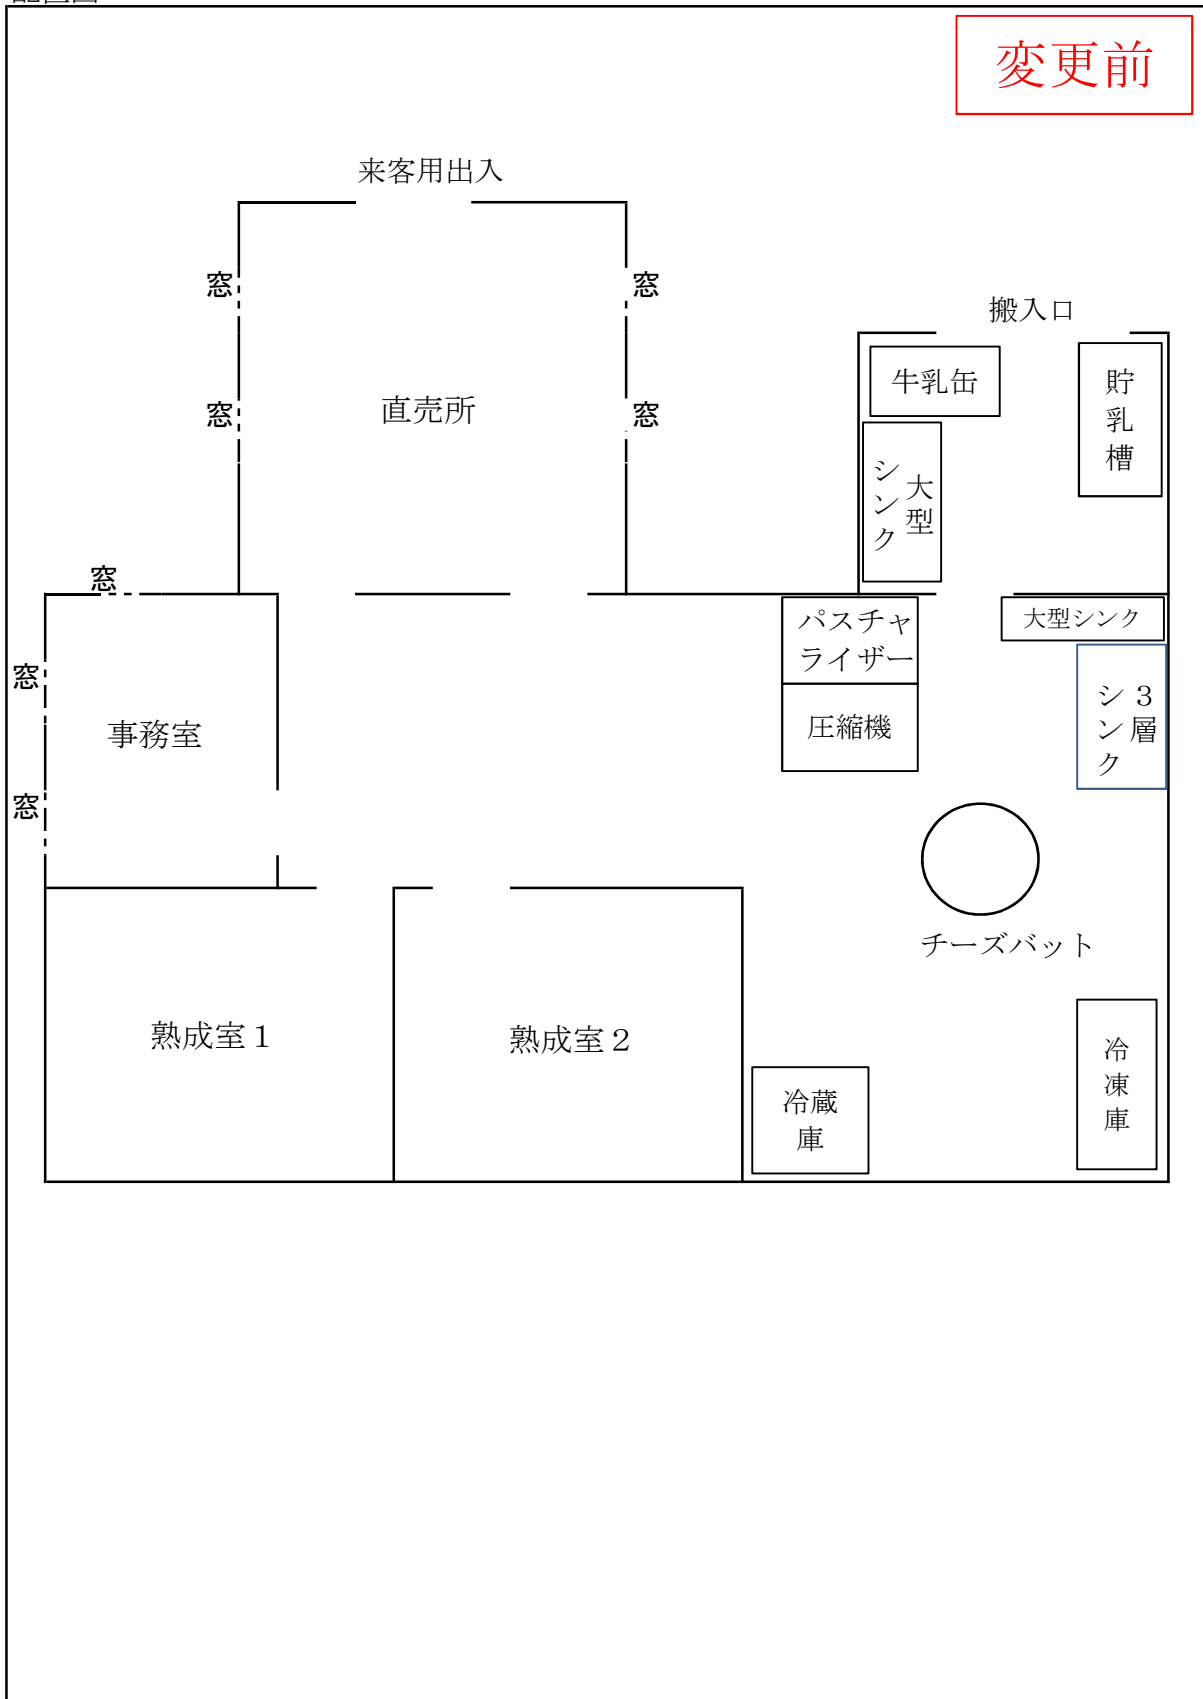 変更前
来客用出入
窓
窓
搬入口
牛乳缶
貯乳槽
窓
直売所
窓
大型
シンク
窓
パスチャ
ライザー
大型シンク
窓
事務室
圧縮機
3層
シンク
窓
チーズバット
熟成室1
熟成室2
冷蔵
庫
冷凍庫